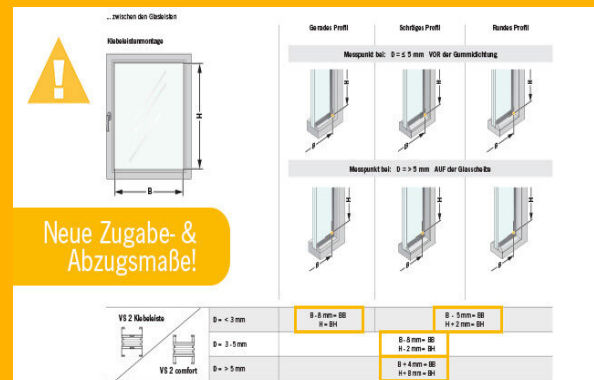 ... zwischen den Glasleisten
Klebeleistenmontage
Gerades Profil
Schräges Profil
Rundes Profil
Messpunkt bei: D = ≤ 5 mm VOR der Gummidichtung
H
B
H
B
H
B
H
B
Messpunkt bei: D = > 5 mm AUF der Glasscheibe
H
B
H
B
H
B
Neue Zugabe- &
Abzugsmaße!
VS 2 Klebeleiste
VS 2 comfort
D = < 3 mm
B - 8 mm = BB
H = BH
B - 5 mm = BB
H + 2 mm = BH
D = 3 - 5 mm
B - 8 mm = BB
H - 2 mm = BH
D = > 5 mm
B + 4 mm = BB
H + 8 mm = BH